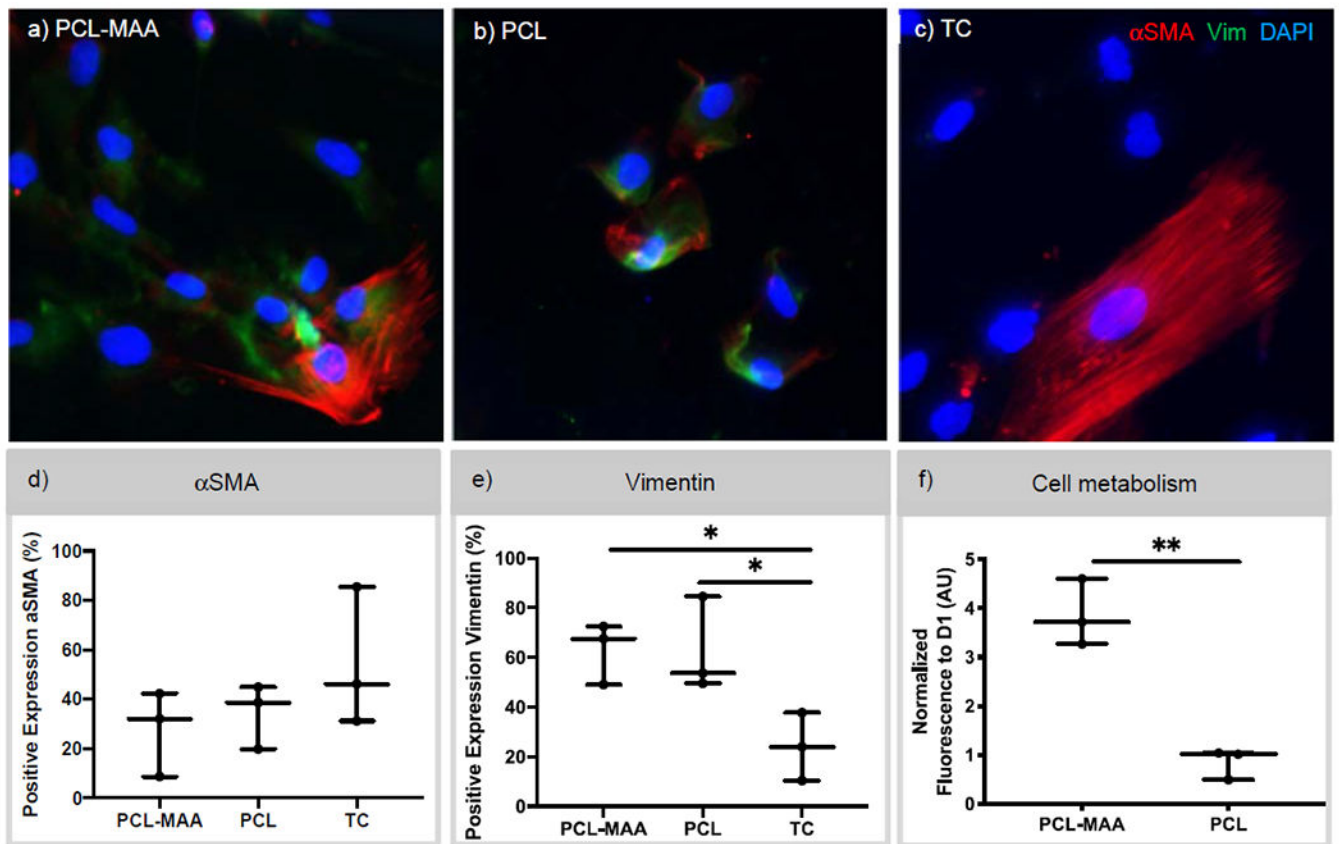 a) PCL-MAA
b) PCL
c) TC
αSMA Vim DAPI
d) αSMA
e) Vimentin
f) Cell metabolism
Positive Expression aSMA (%)
100
80
60
40
20
0
PCL-MAA PCL TC
Positive Expression Vimentin (%)
100
80
60
40
20
0
*
*
PCL-MAA PCL TC
Normalized
Fluorescence to D1 (AU)
5
4
3
2
1
0
**
PCL-MAA PCL